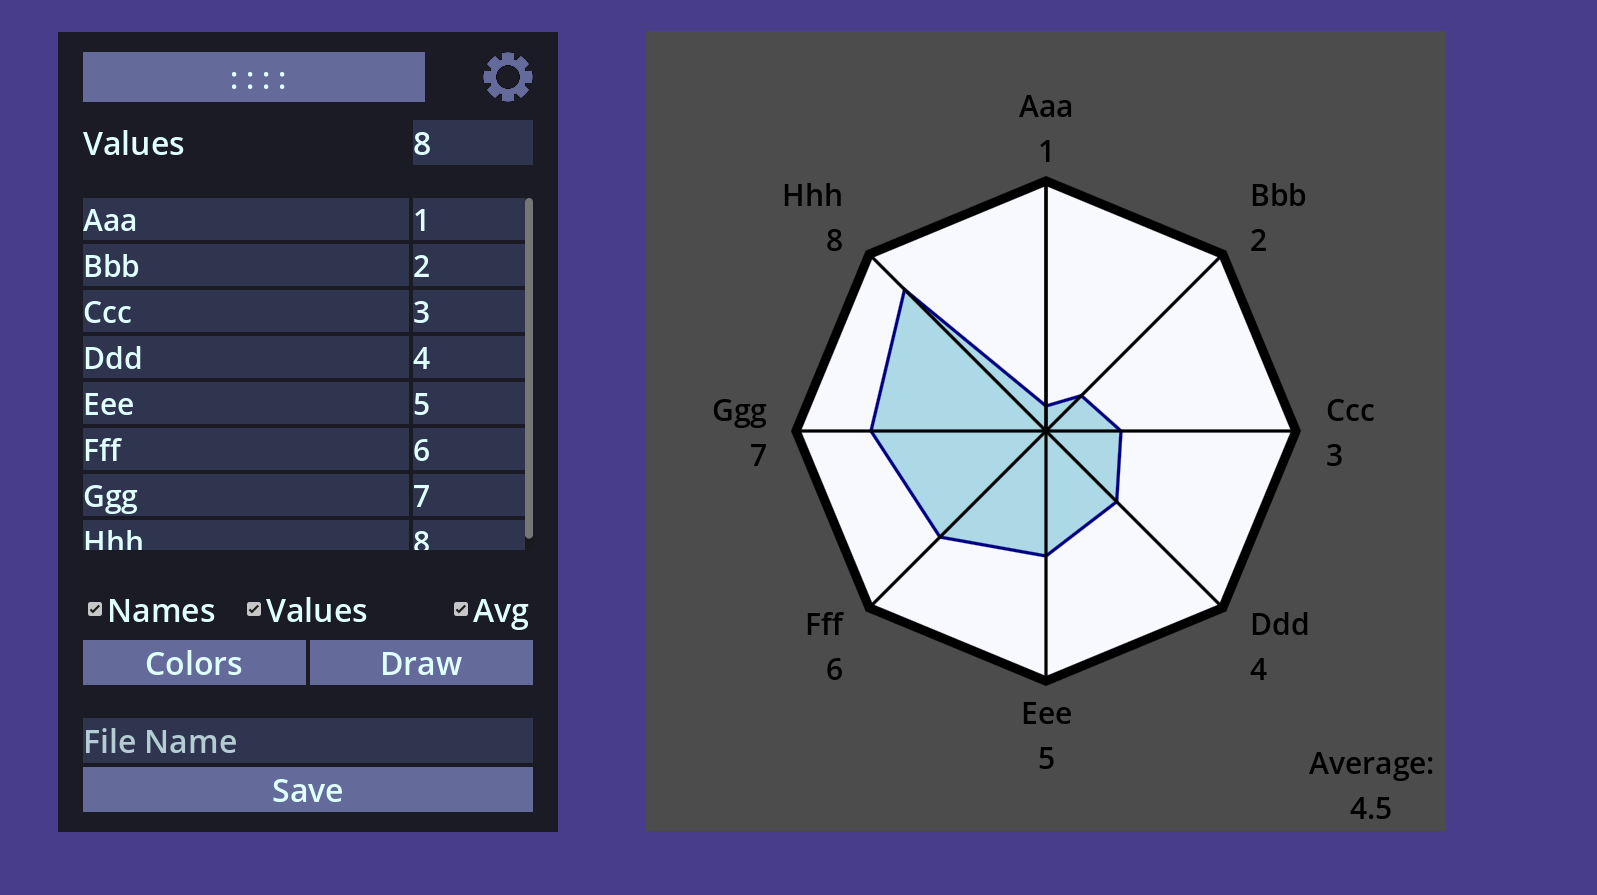 ::::
Values 8
Aaa 1
Bbb 2
Ccc 3
Ddd 4
Eee 5
Fff 6
Ggg 7
Hhh 8
Names Values Avg
Colors Draw
File Name
Save
Aaa
1
Bbb
2
Ccc
3
Ddd
4
Eee
5
Fff
6
Ggg
7
Hhh
8
Average:
4.5